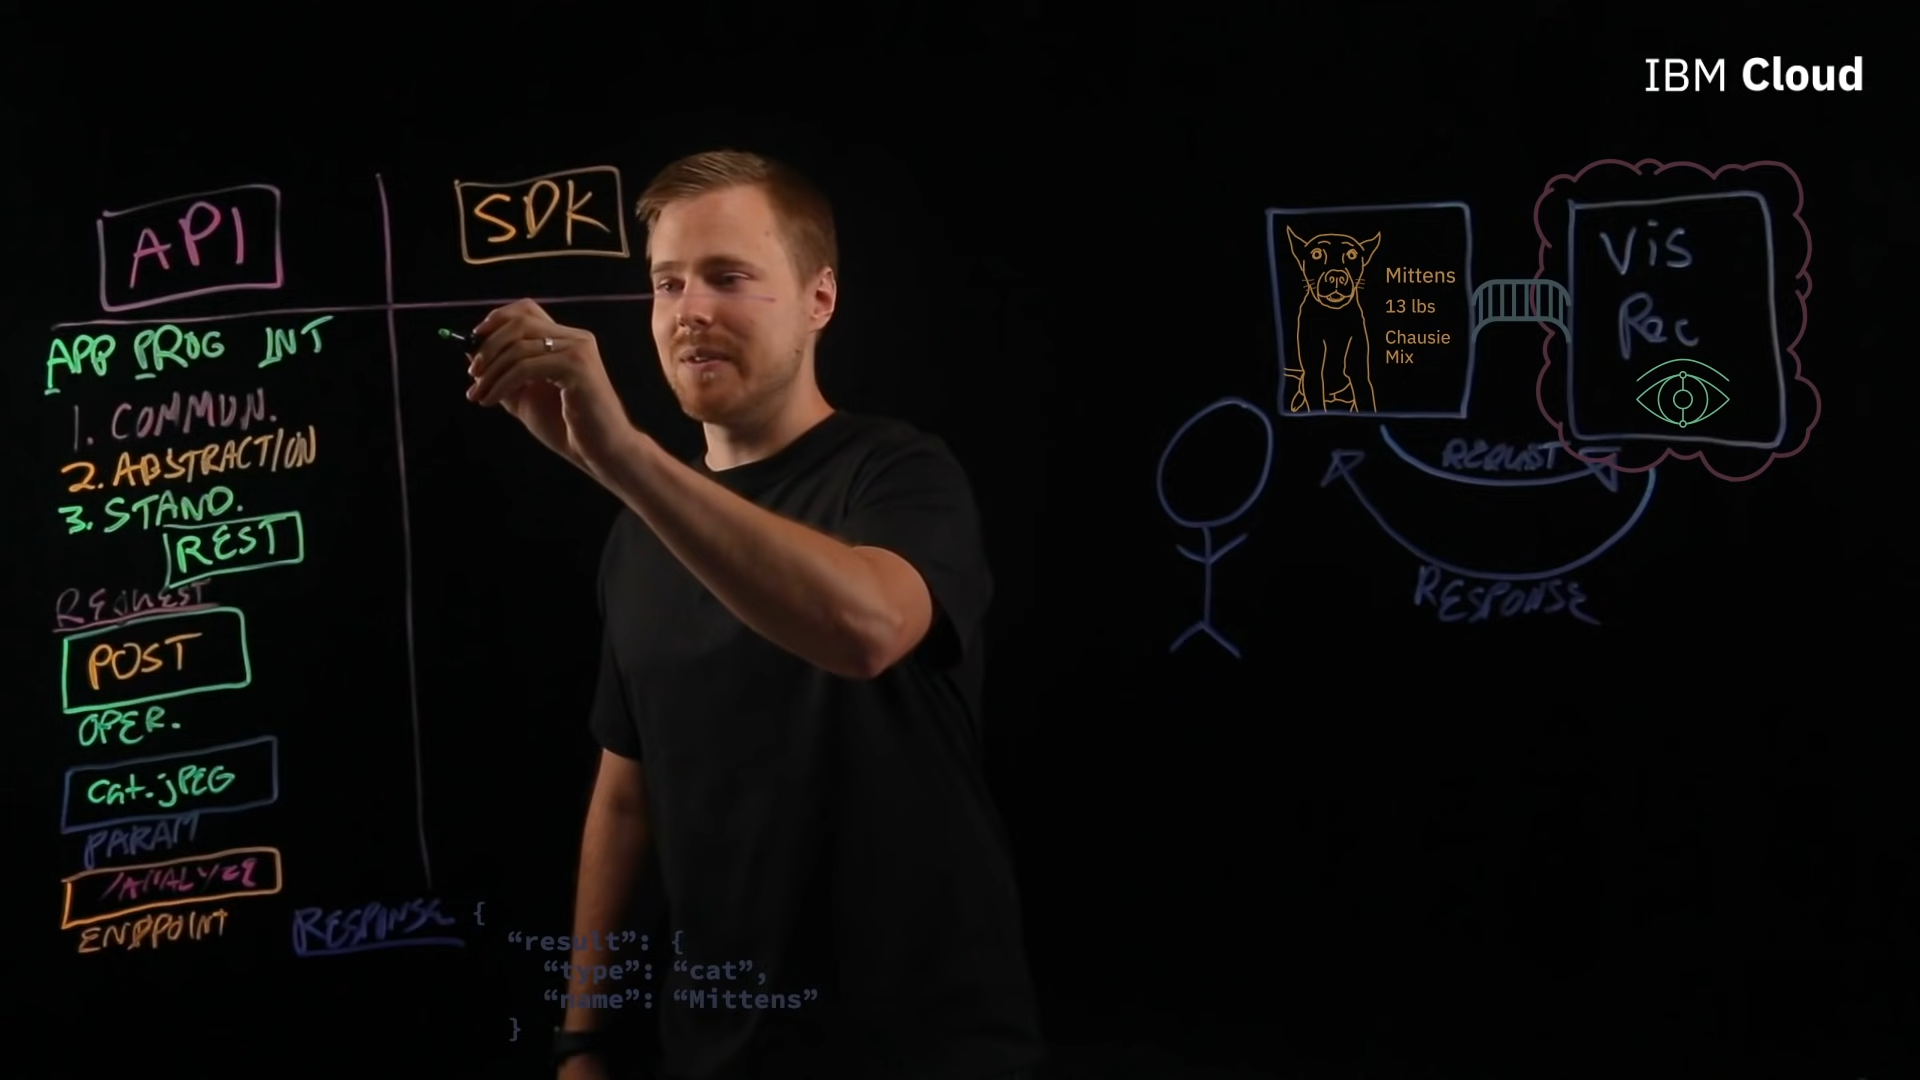 IBM Cloud
API
SDK
APP PROG INT
1. COMMUN.
2. ABSTRACTION
3. STAND.
REST
REQUEST
POST
OPER.
cat.jPEG
PARAM
/ANALYZE
ENDPOINT
RESPONSE {
“result”: {
“type”: “cat”,
“name”: “Mittens”
}
Mittens
13 lbs
Chausie
Mix
Vis
Rec
REQUEST
RESPONSE